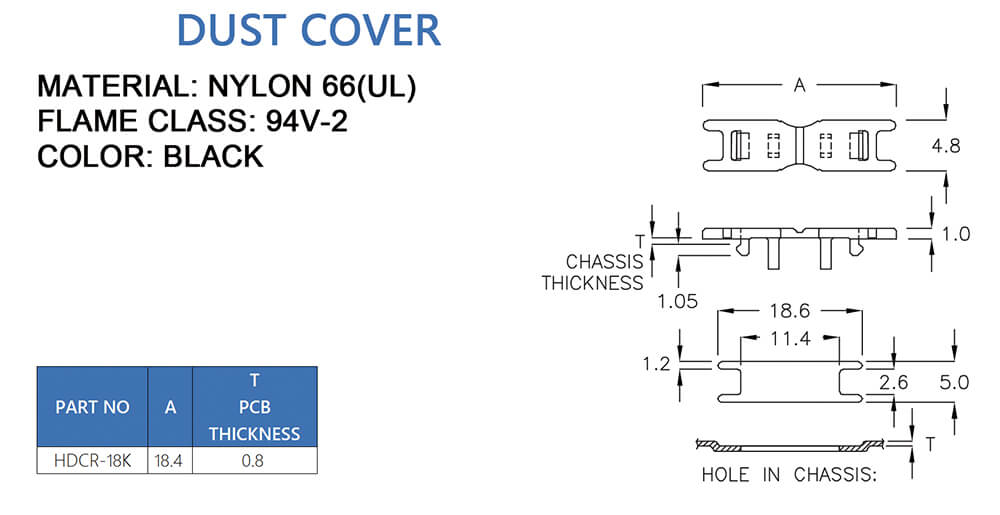 DUST COVER
MATERIAL: NYLON 66(UL)
FLAME CLASS: 94V-2
COLOR: BLACK
A
4.8
T
CHASSIS
THICKNESS
1.0
1.05
18.6
11.4
1.2
2.6
5.0
T
HOLE IN CHASSIS:
PART NO
A
T
PCB
THICKNESS
HDCR-18K 18.4 0.8